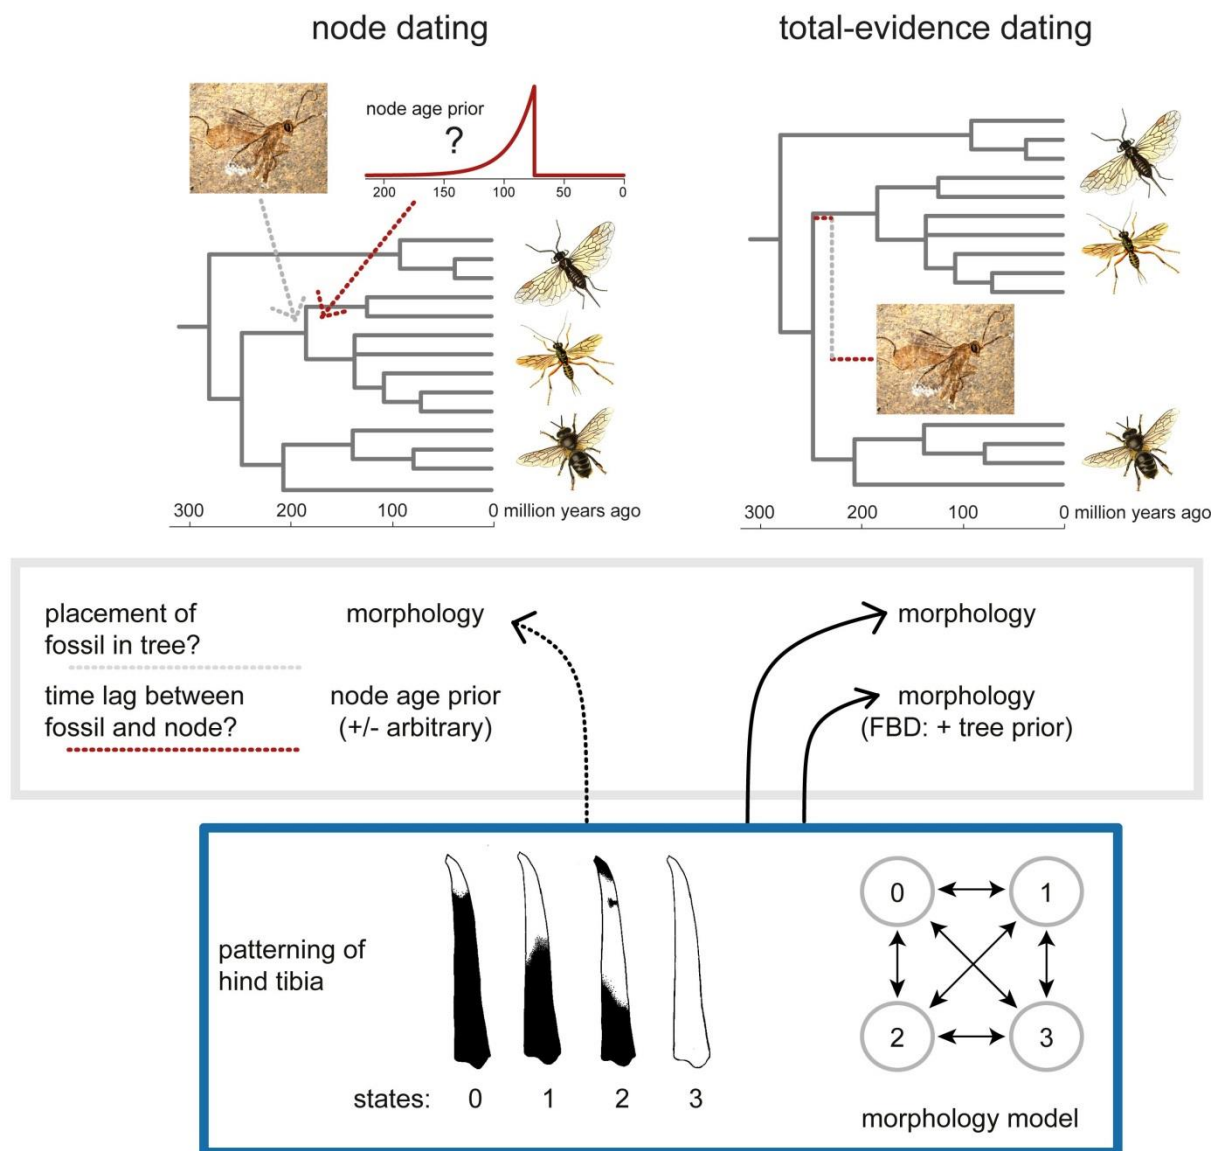 node dating
total-evidence dating
node age prior
?
200 150 100 50 0
300 200 100 0 million years ago
300 200 100 0 million years ago
placement of
fossil in tree?
morphology
morphology
time lag between
fossil and node?
node age prior
(+/- arbitrary)
morphology
(FBD: + tree prior)
patterning of
hind tibia
states: 0 1 2 3
0 1
2 3
morphology model